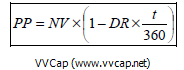 PP = NV × (1 − DR × t/360)
VVCap (www.vvcap.net)